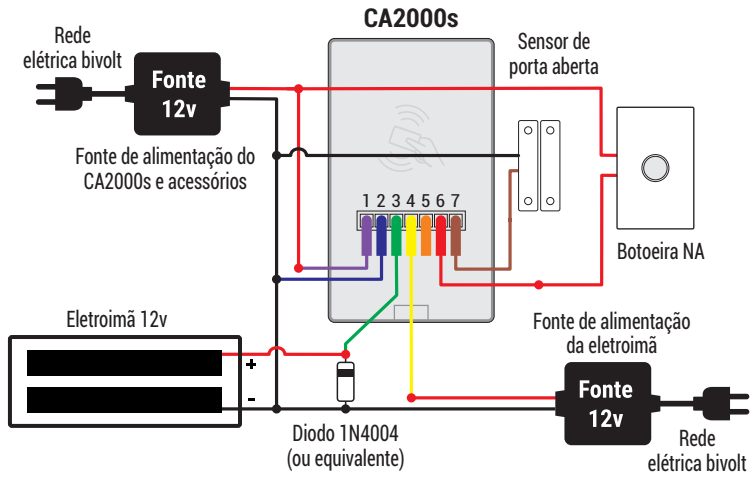 CA2000s
Rede
elétrica bivolt
Fonte
12v
Fonte de alimentação do
CA2000s e acessórios
Sensor de
porta aberta
Botoeira NA
1 2 3 4 5 6 7
Eletroimã 12v
+
-
Diodo 1N4004
(ou equivalente)
Fonte de alimentação
da eletroimã
Fonte
12v
Rede
elétrica bivolt